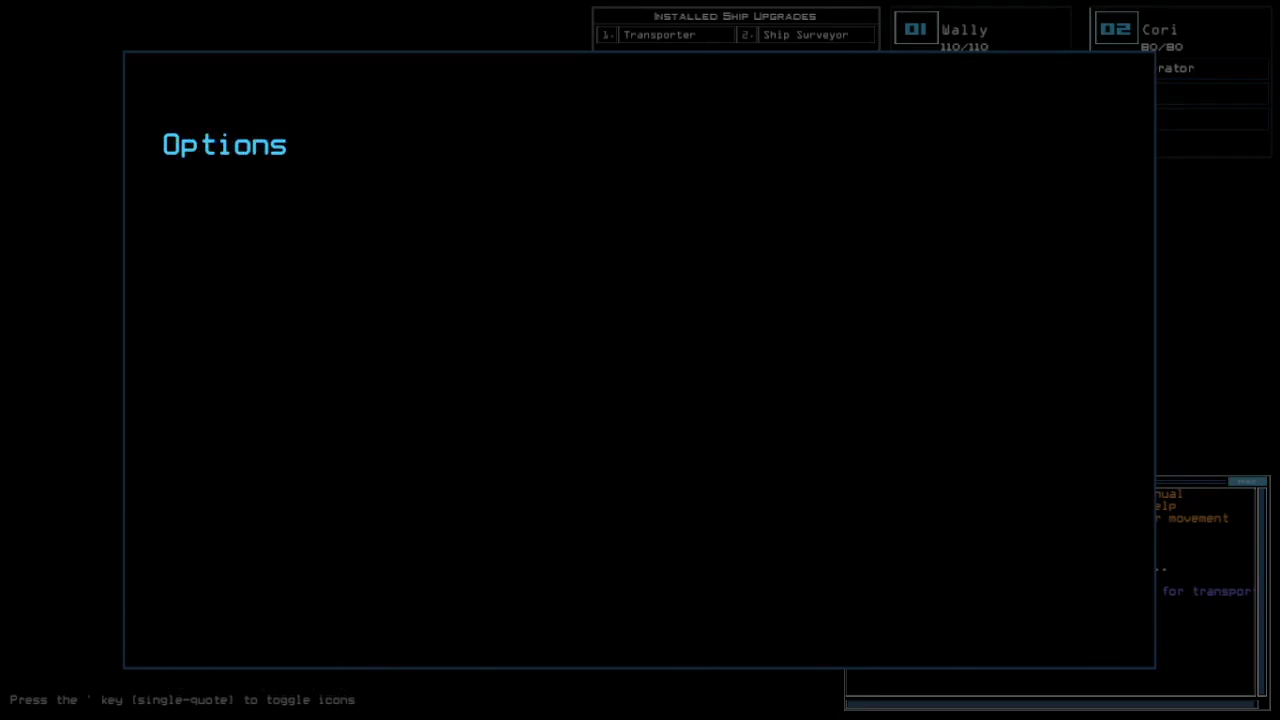 Installed Ship Upgrades
1. Transporter 2. Ship Surveyor
01 Wally
110/110
02 Cori
80/80
rator
Options
nual
elp
r movement
..
for transpor
Press the ' key [single-quote] to toggle icons